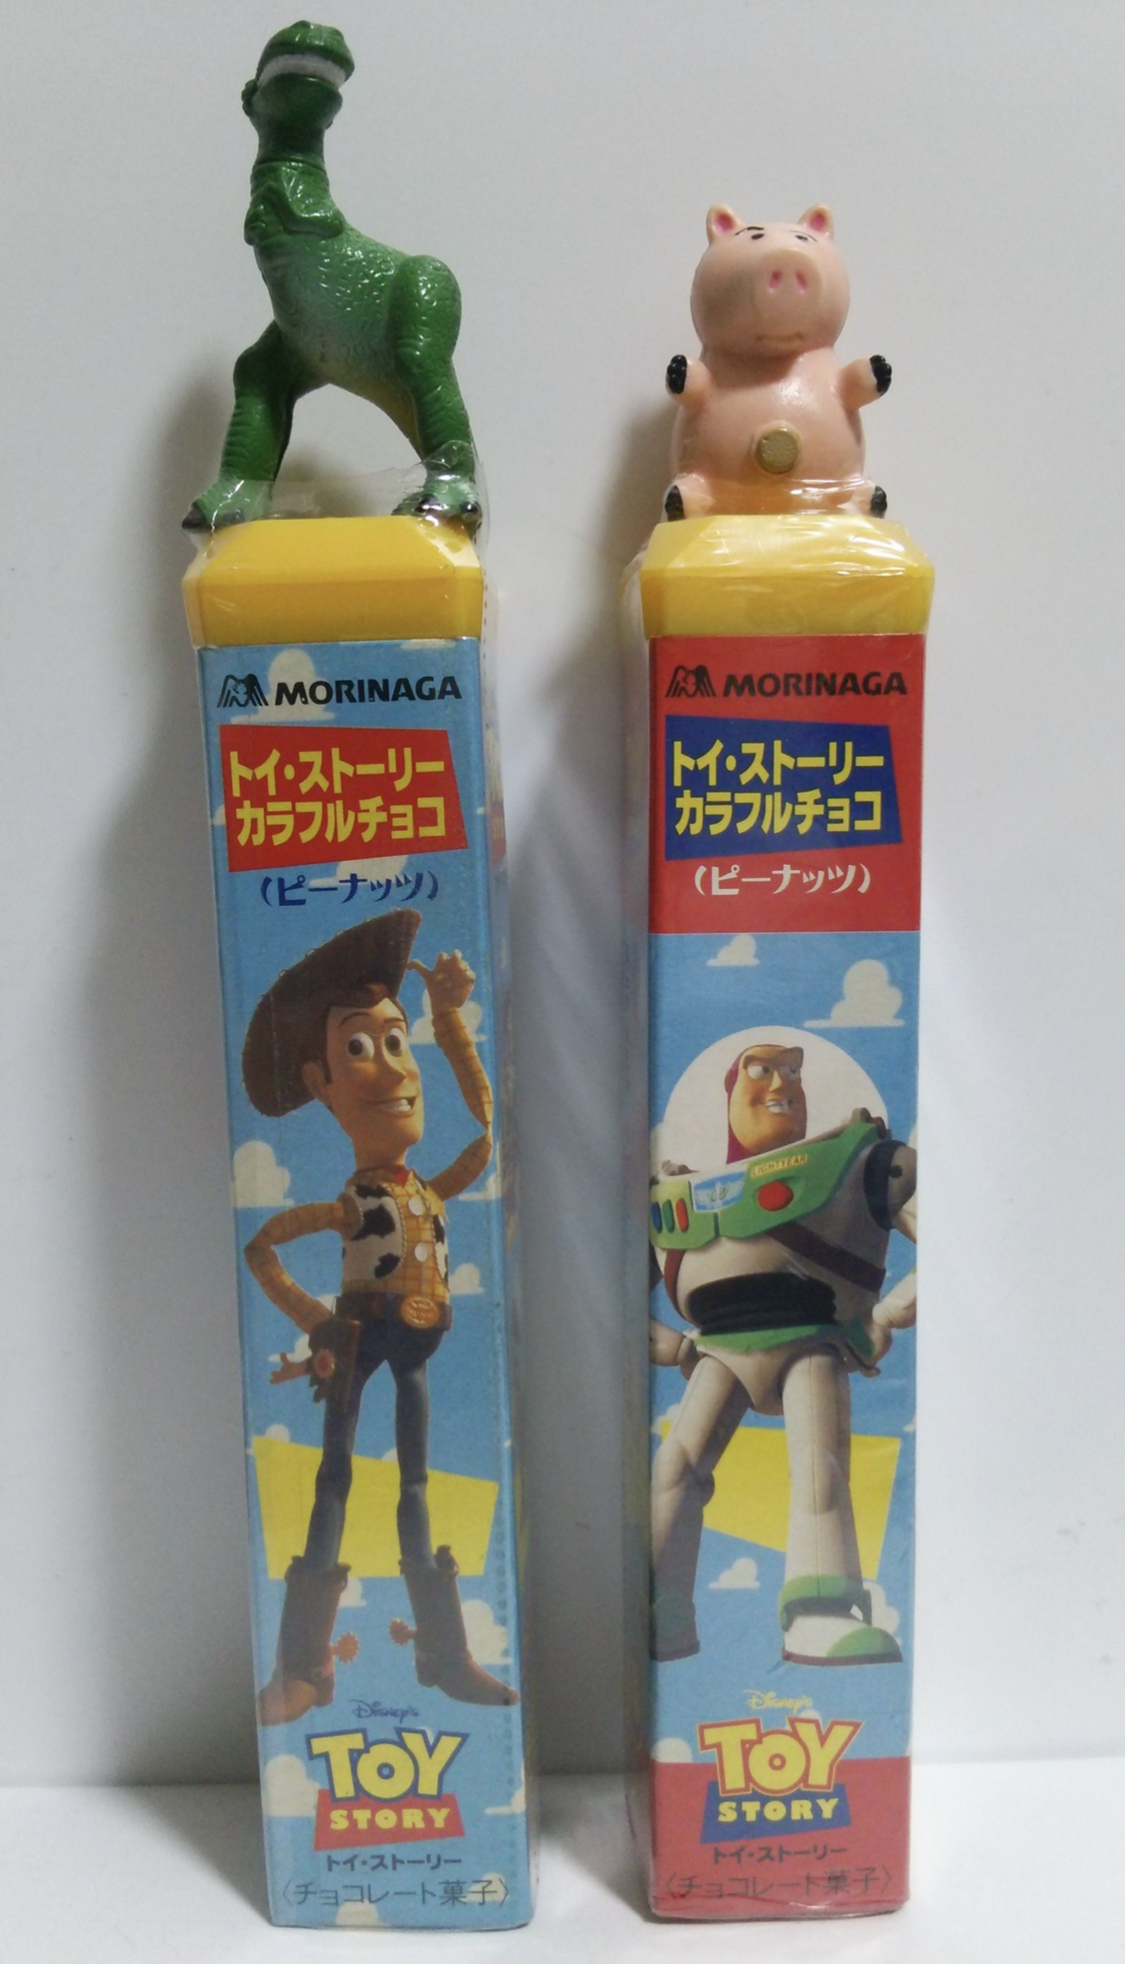 MORINAGA
トイ・ストーリー
カラフルチョコ
(ピーナッツ)
Disney's
TOY
STORY
トイ・ストーリー
〈チョコレート菓子〉
MORINAGA
トイ・ストーリー
カラフルチョコ
(ピーナッツ)
LIGHTYEAR
Disney's
TOY
STORY
トイ・ストーリー
〈チョコレート菓子〉